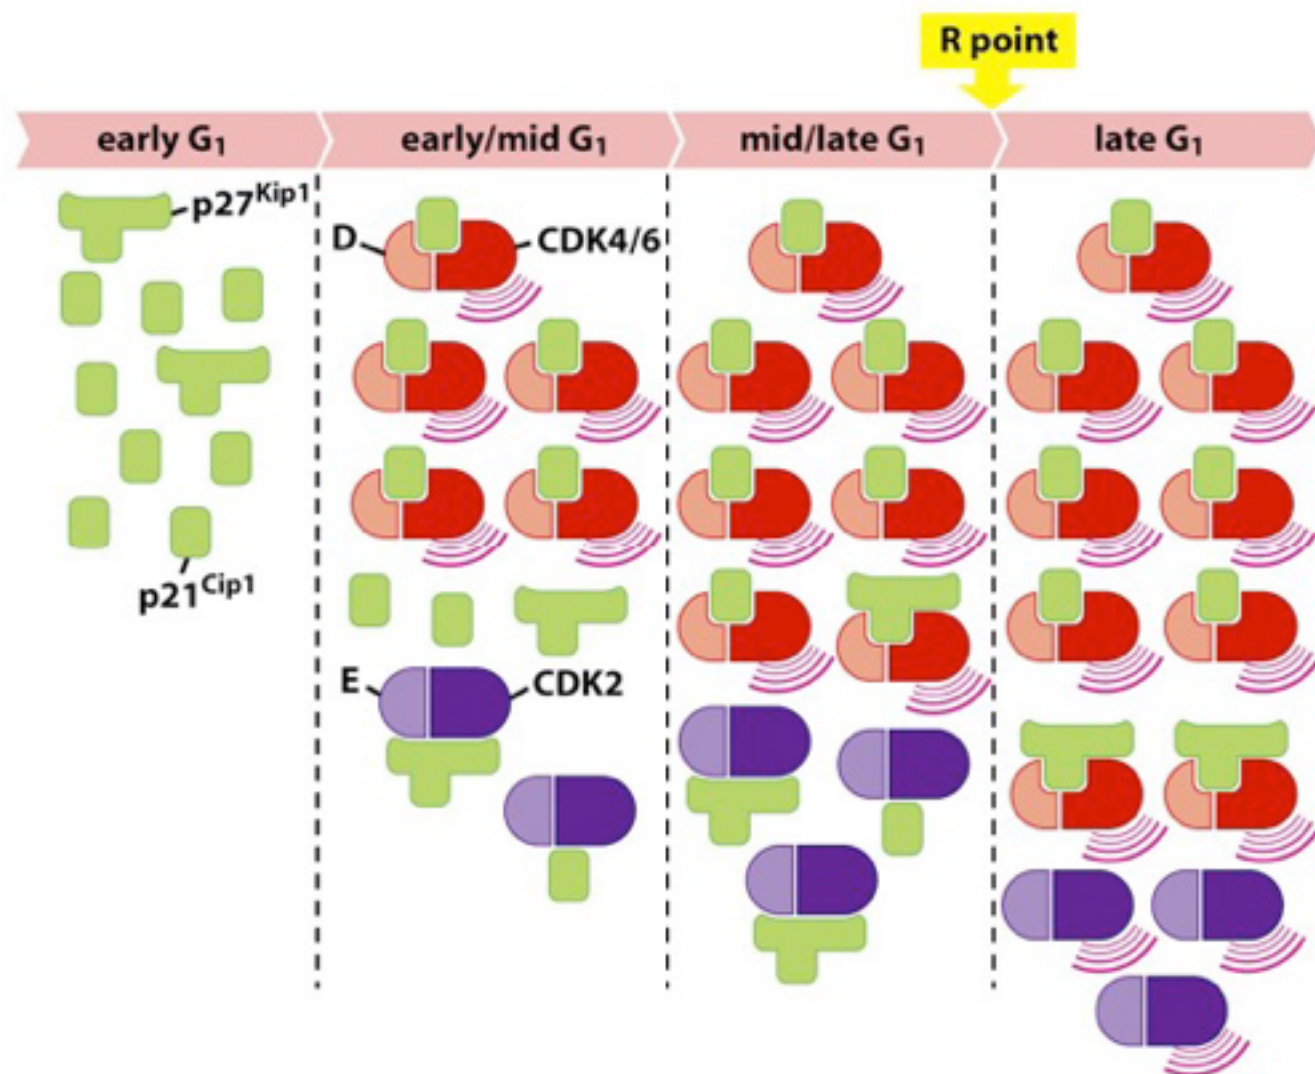 R point
early G₁
early/mid G₁
mid/late G₁
late G₁
p27ᴷⁱᵖ¹
D
CDK4/6
p21ᶜⁱᵖ¹
E
CDK2